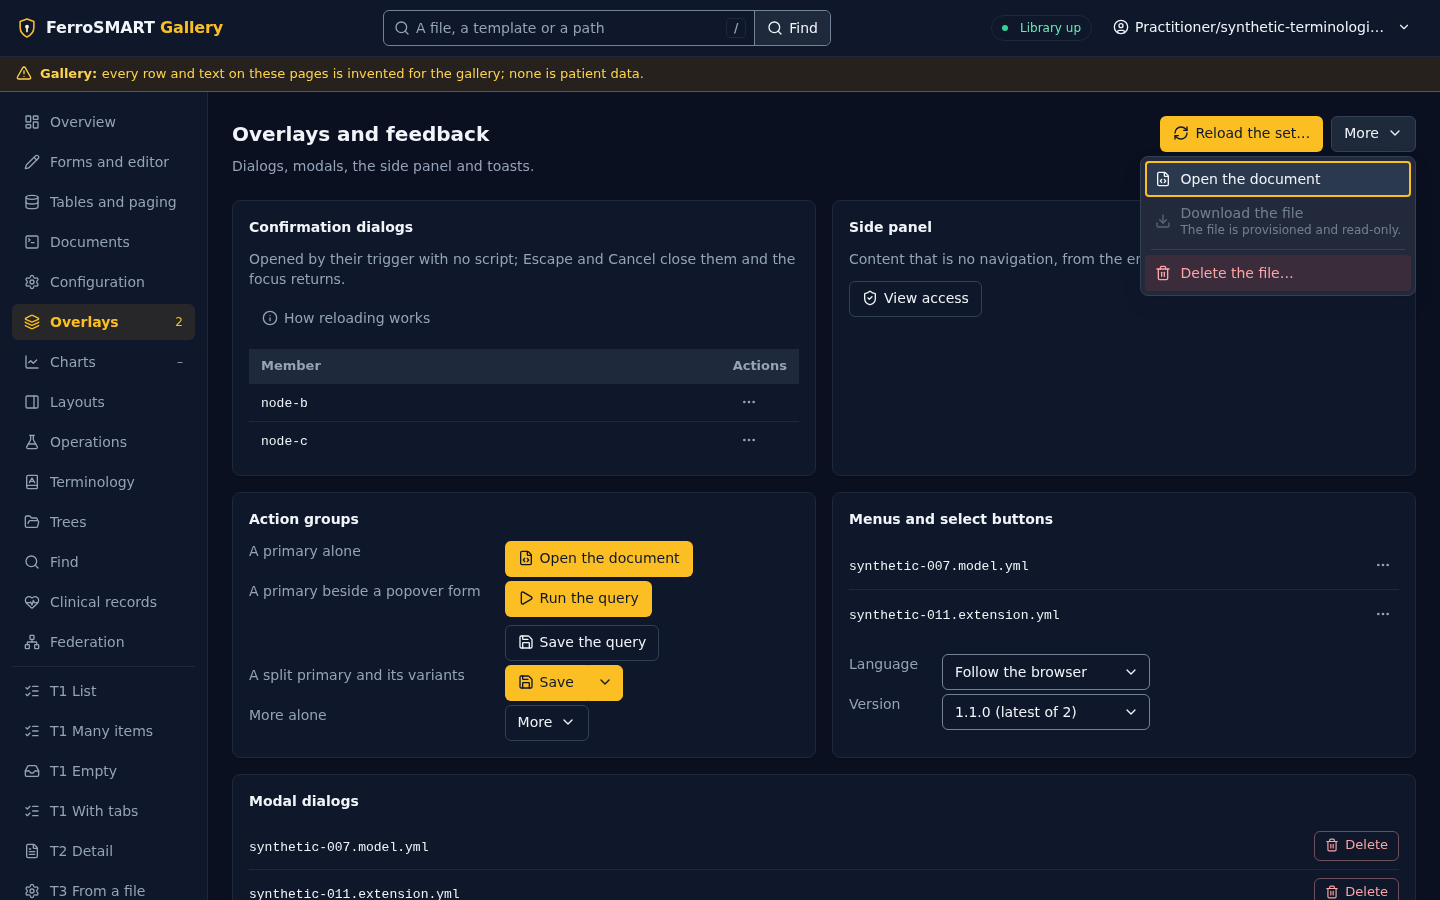 FerroSMART Gallery
A file, a template or a path
/
Find
Library up
Practitioner/synthetic-terminologi…
Gallery: every row and text on these pages is invented for the gallery; none is patient data.
Overview
Forms and editor
Tables and paging
Documents
Configuration
Overlays 2
Charts –
Layouts
Operations
Terminology
Trees
Find
Clinical records
Federation
T1 List
T1 Many items
T1 Empty
T1 With tabs
T2 Detail
T3 From a file
Overlays and feedback
Dialogs, modals, the side panel and toasts.
Reload the set…
More
Open the document
Download the file
The file is provisioned and read-only.
Delete the file…
Confirmation dialogs
Opened by their trigger with no script; Escape and Cancel close them and the
focus returns.
How reloading works
Member Actions
node-b
node-c
Side panel
Content that is no navigation, from the er
View access
Action groups
A primary alone
Open the document
A primary beside a popover form
Run the query
Save the query
A split primary and its variants
Save
More alone
More
Menus and select buttons
synthetic-007.model.yml
synthetic-011.extension.yml
Language
Follow the browser
Version
1.1.0 (latest of 2)
Modal dialogs
synthetic-007.model.yml
Delete
synthetic-011.extension.yml
Delete